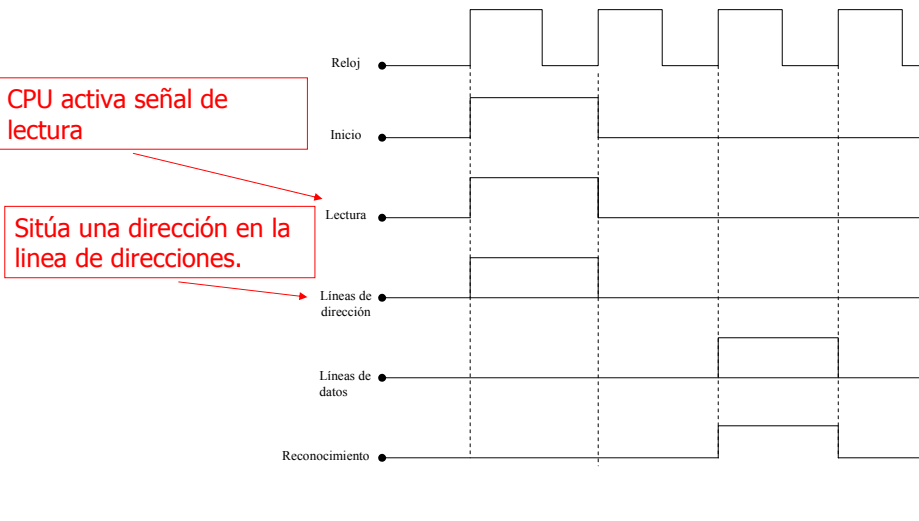 Reloj
CPU activa señal de
lectura
Inicio
Lectura
Sitúa una dirección en la
linea de direcciones.
Líneas de
dirección
Líneas de
datos
Reconocimiento